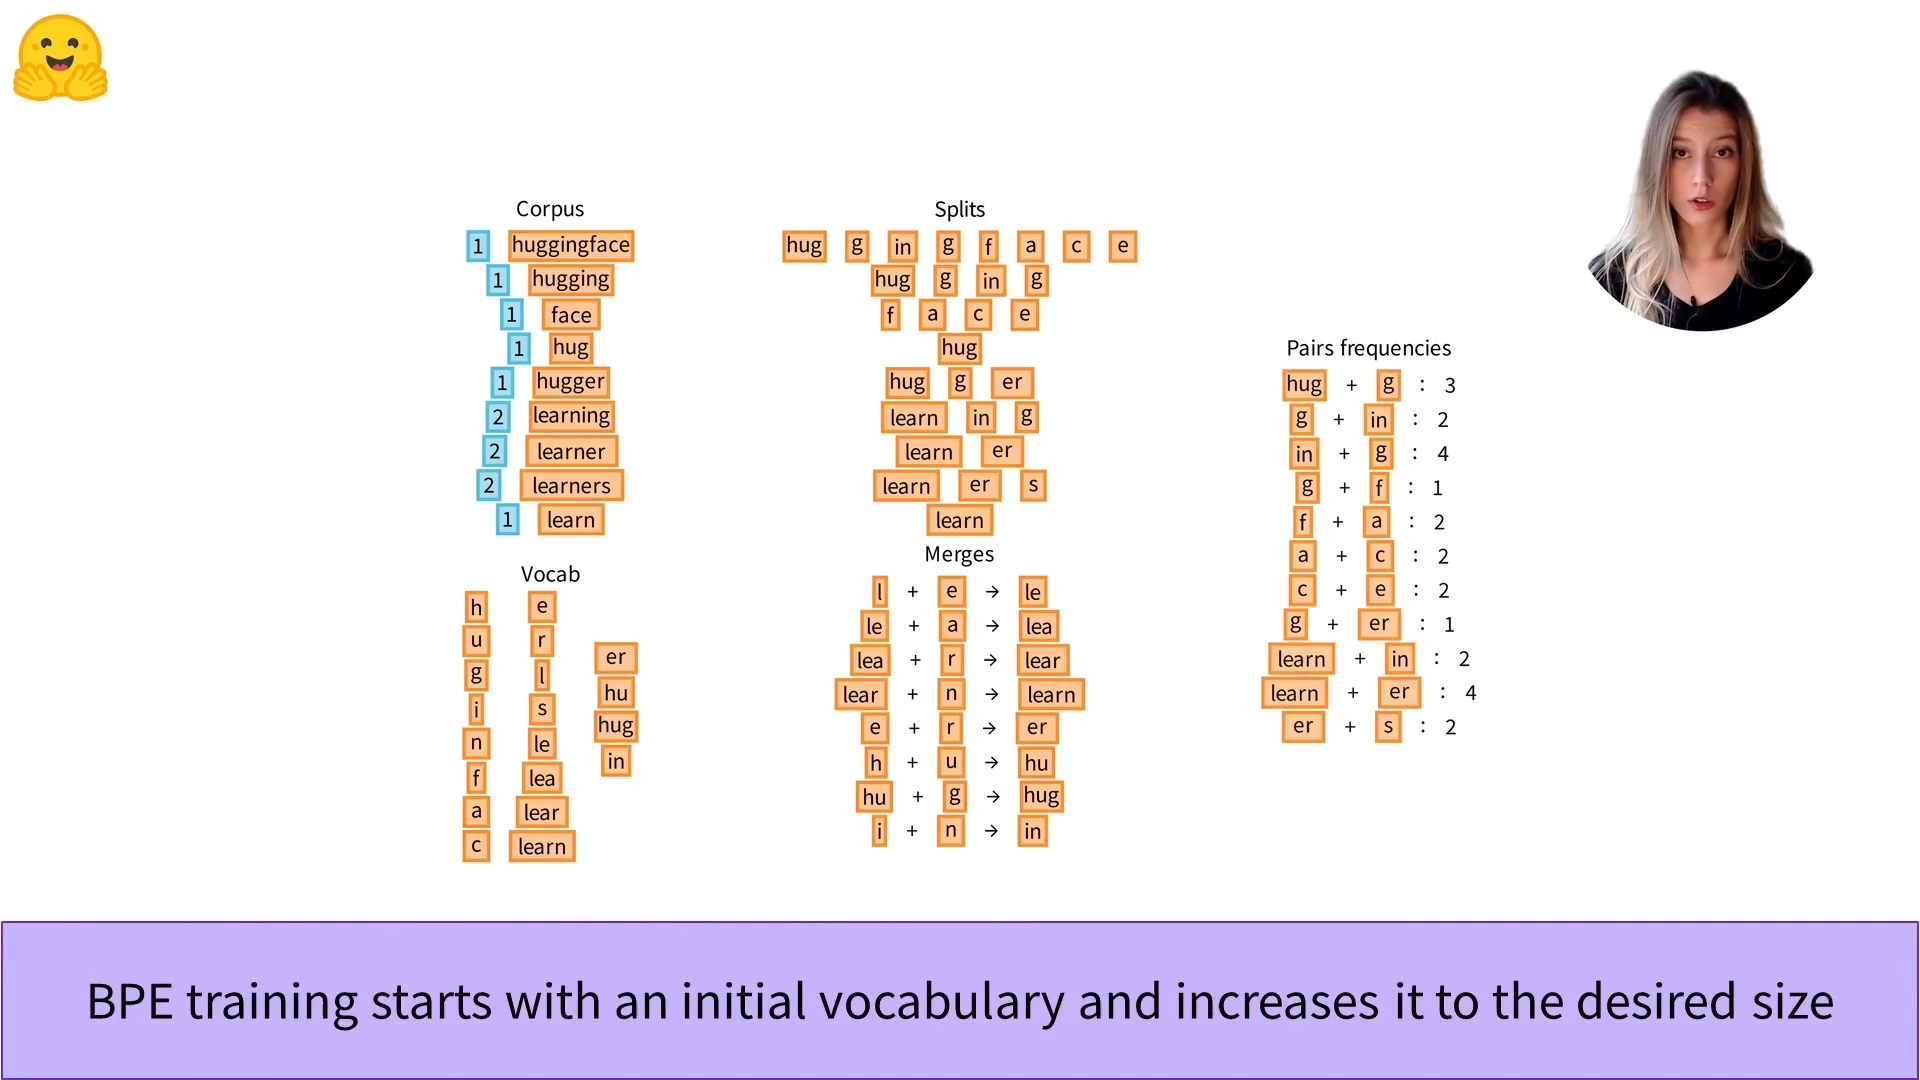 Corpus
1 huggingface
1 hugging
1 face
1 hug
1 hugger
2 learning
2 learner
2 learners
1 learn
Vocab
h e
u r er
g l hu
i s hug
n le in
f lea
a lear
c learn
Splits
hug g in g f a c e
hug g in g
f a c e
hug
hug g er
learn in g
learn er
learn er s
learn
Merges
l + e → le
le + a → lea
lea + r → lear
lear + n → learn
e + r → er
h + u → hu
hu + g → hug
i + n → in
Pairs frequencies
hug + g : 3
g + in : 2
in + g : 4
g + f : 1
f + a : 2
a + c : 2
c + e : 2
g + er : 1
learn + in : 2
learn + er : 4
er + s : 2
BPE training starts with an initial vocabulary and increases it to the desired size